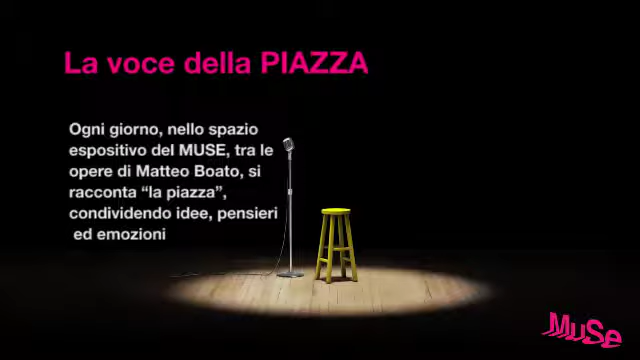 La voce della PIAZZA
Ogni giorno, nello spazio
espositivo del MUSE, tra le
opere di Matteo Boato, si
racconta “la piazza”,
condividendo idee, pensieri
ed emozioni
MuSe